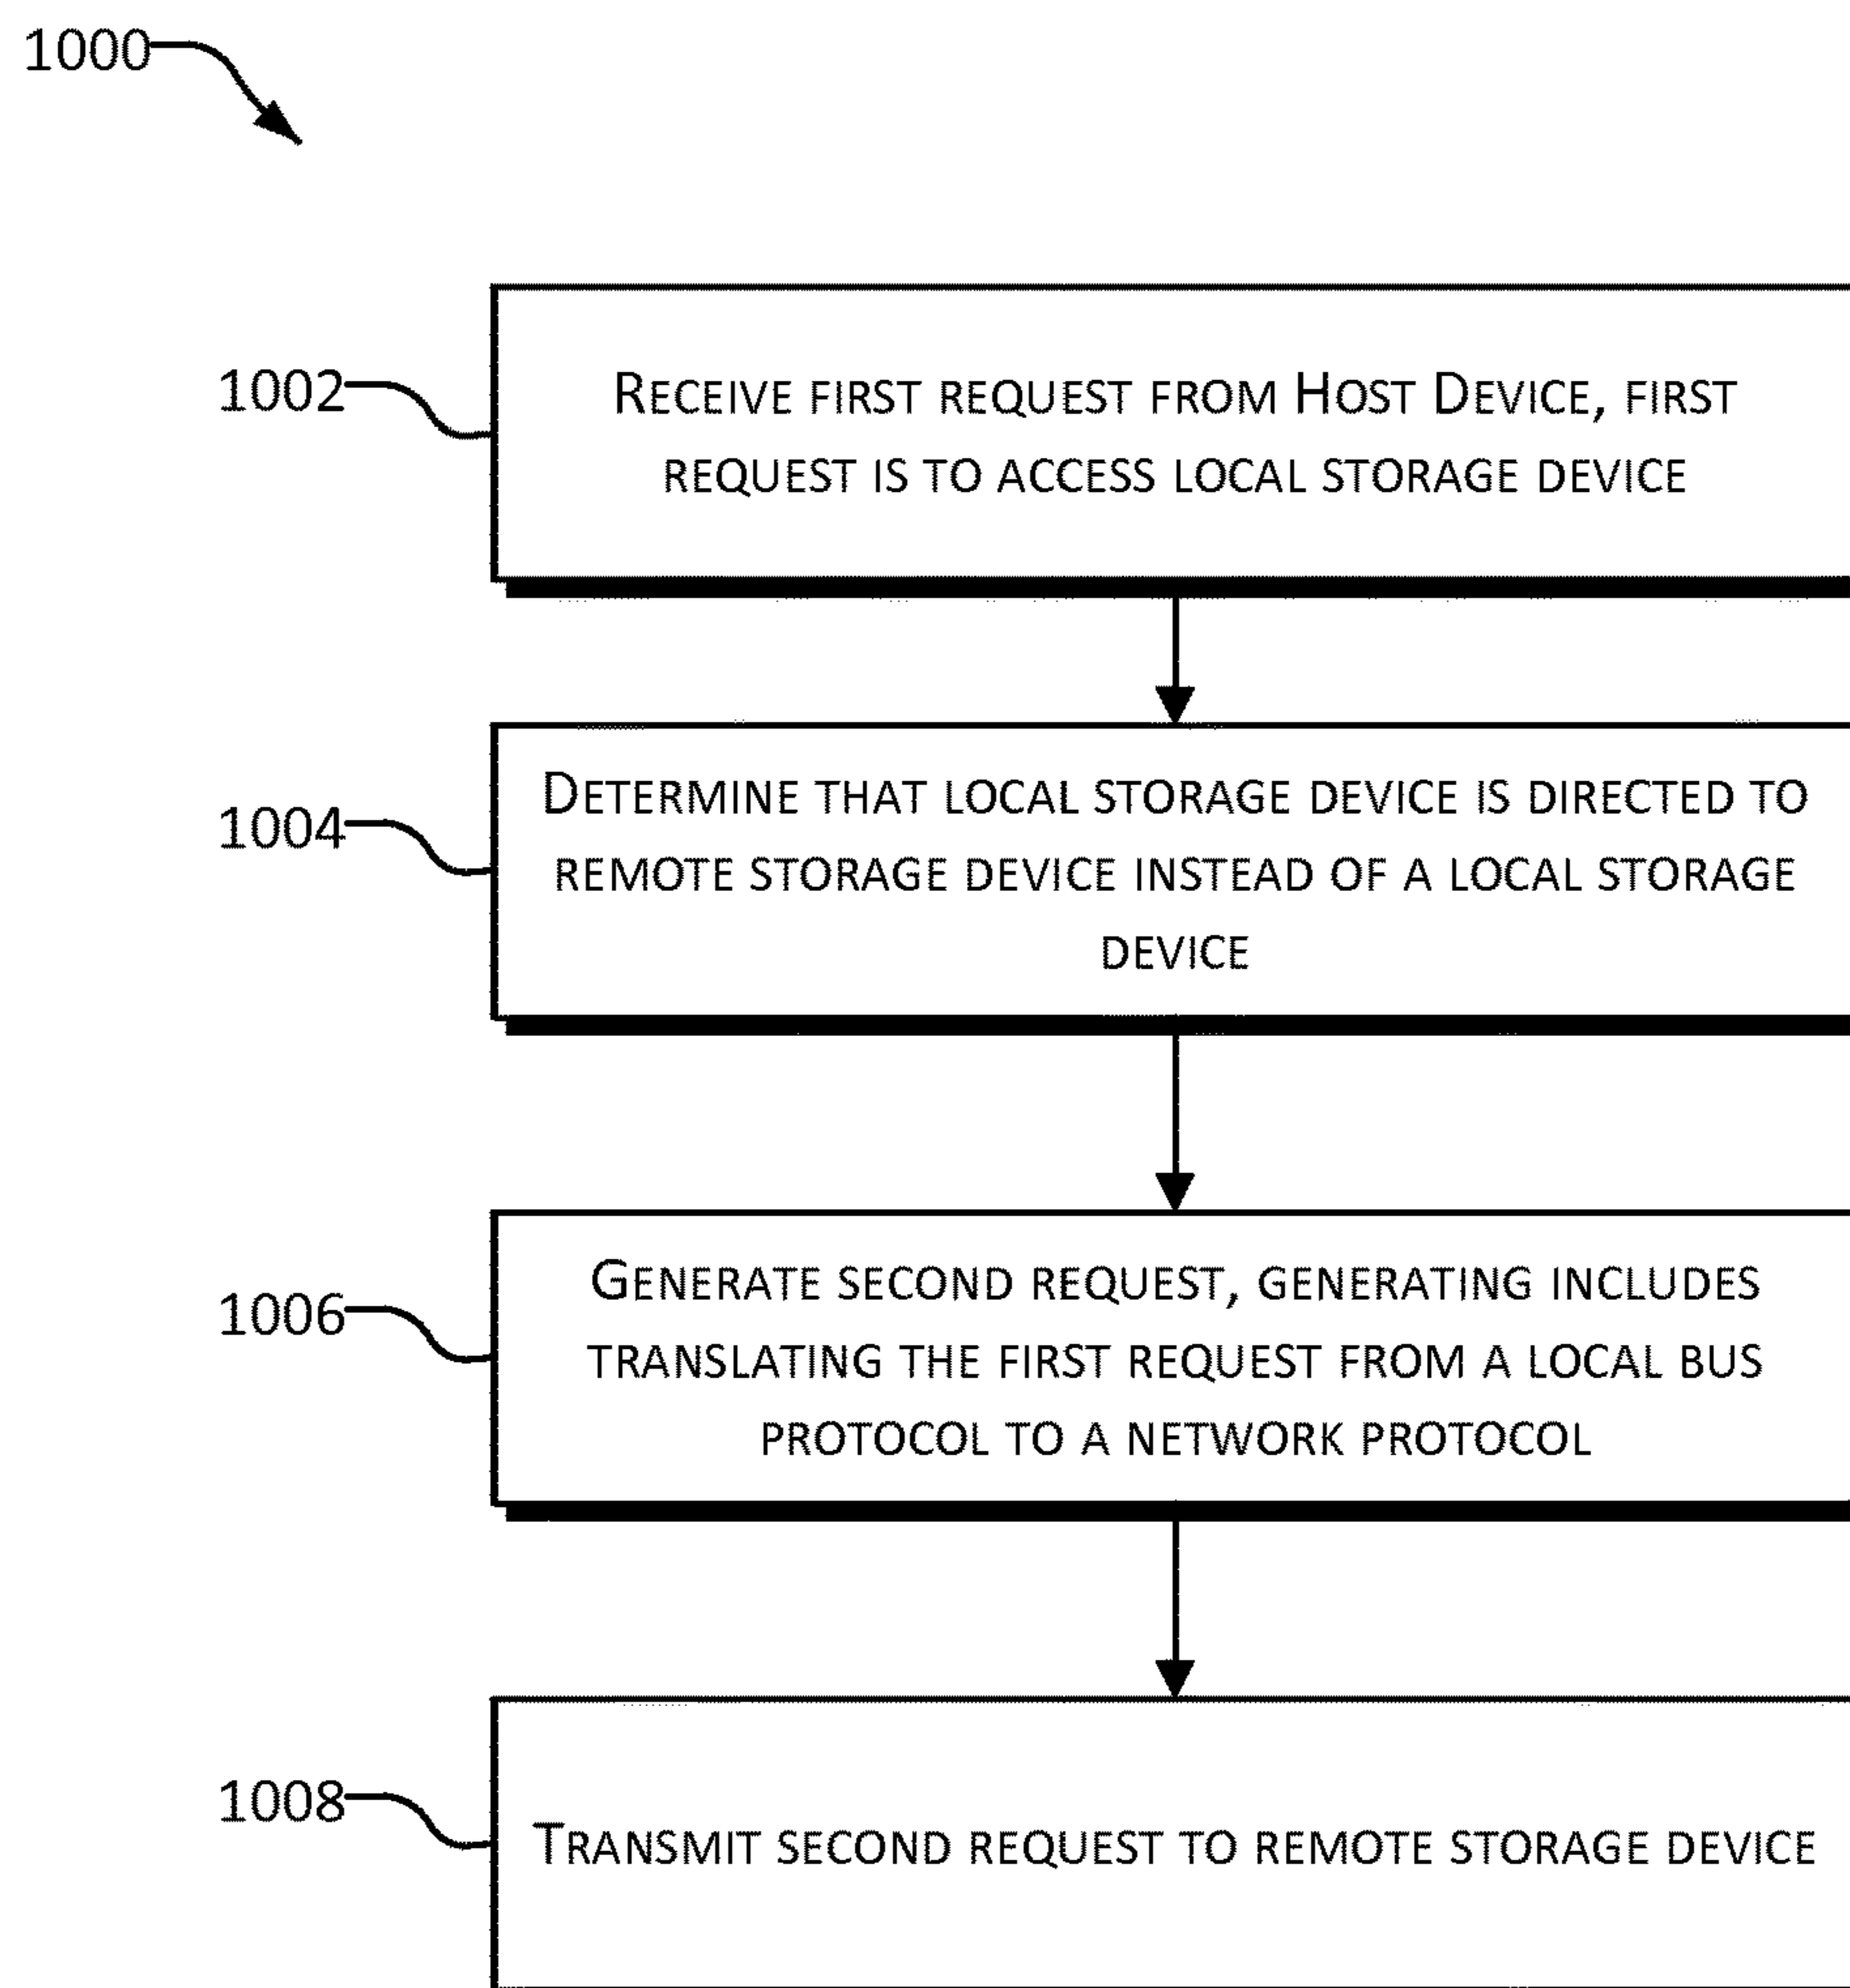 1000
1002
RECEIVE FIRST REQUEST FROM HOST DEVICE, FIRST
REQUEST IS TO ACCESS LOCAL STORAGE DEVICE
1004
DETERMINE THAT LOCAL STORAGE DEVICE IS DIRECTED TO
REMOTE STORAGE DEVICE INSTEAD OF A LOCAL STORAGE
DEVICE
1006
GENERATE SECOND REQUEST, GENERATING INCLUDES
TRANSLATING THE FIRST REQUEST FROM A LOCAL BUS
PROTOCOL TO A NETWORK PROTOCOL
1008
TRANSMIT SECOND REQUEST TO REMOTE STORAGE DEVICE